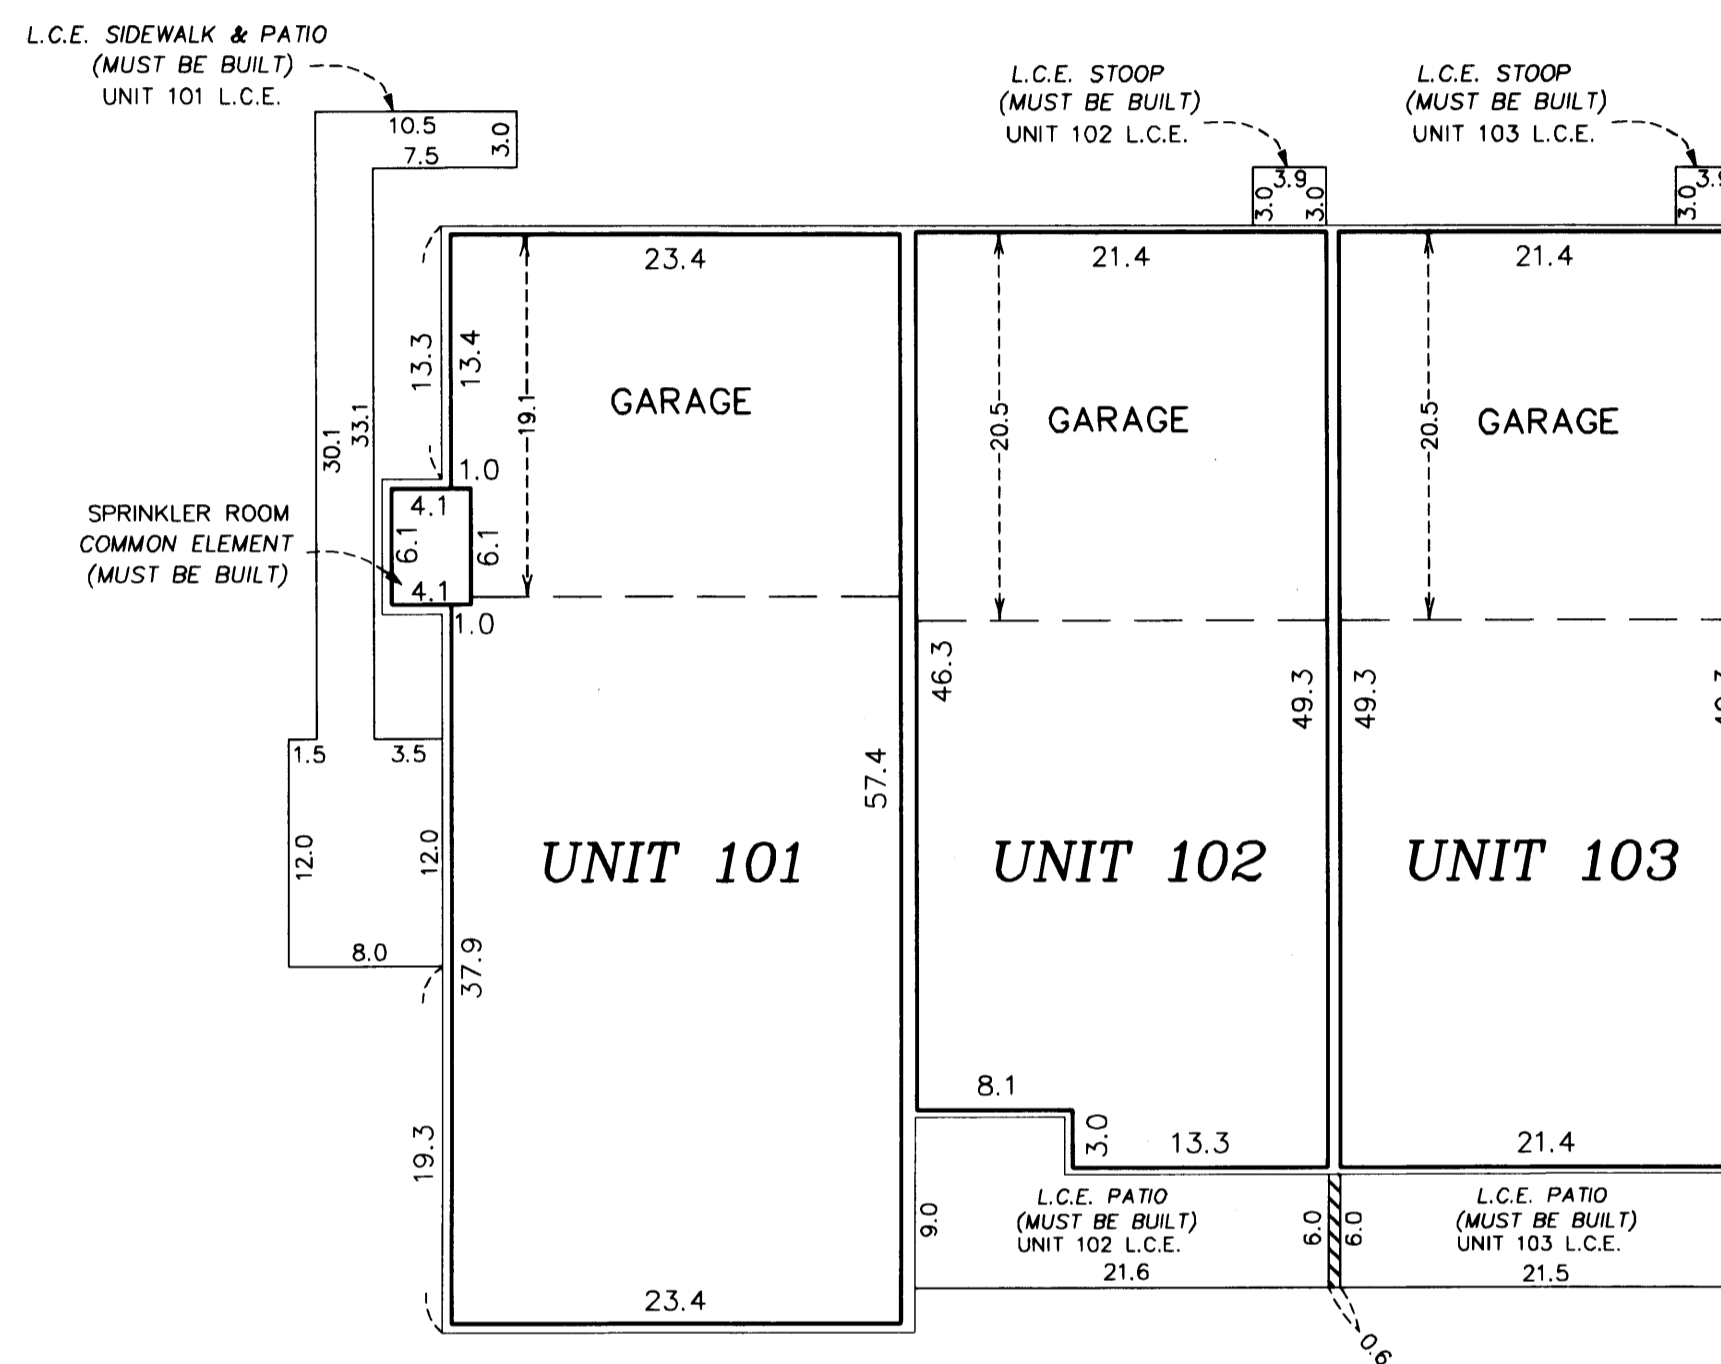 L.C.E. SIDEWALK & PATIO
(MUST BE BUILT)
UNIT 101 L.C.E.
10.5
3.0
7.5
L.C.E. STOOP
(MUST BE BUILT)
UNIT 102 L.C.E.
3.9
3.0
3.0
L.C.E. STOOP
(MUST BE BUILT)
UNIT 103 L.C.E.
3.0
23.4
21.4
21.4
13.3
13.4
19.1
GARAGE
20.5
GARAGE
20.5
GARAGE
30.1
33.1
1.0
SPRINKLER ROOM
COMMON ELEMENT
(MUST BE BUILT)
4.1
6.1
6.1
4.1
1.0
46.3
49.3
49.3
1.5
3.5
57.4
12.0
12.0
UNIT 101
UNIT 102
UNIT 103
8.0
37.9
8.1
3.0
13.3
21.4
19.3
9.0
L.C.E. PATIO
(MUST BE BUILT)
UNIT 102 L.C.E.
21.6
6.0
6.0
L.C.E. PATIO
(MUST BE BUILT)
UNIT 103 L.C.E.
21.5
23.4
0.6